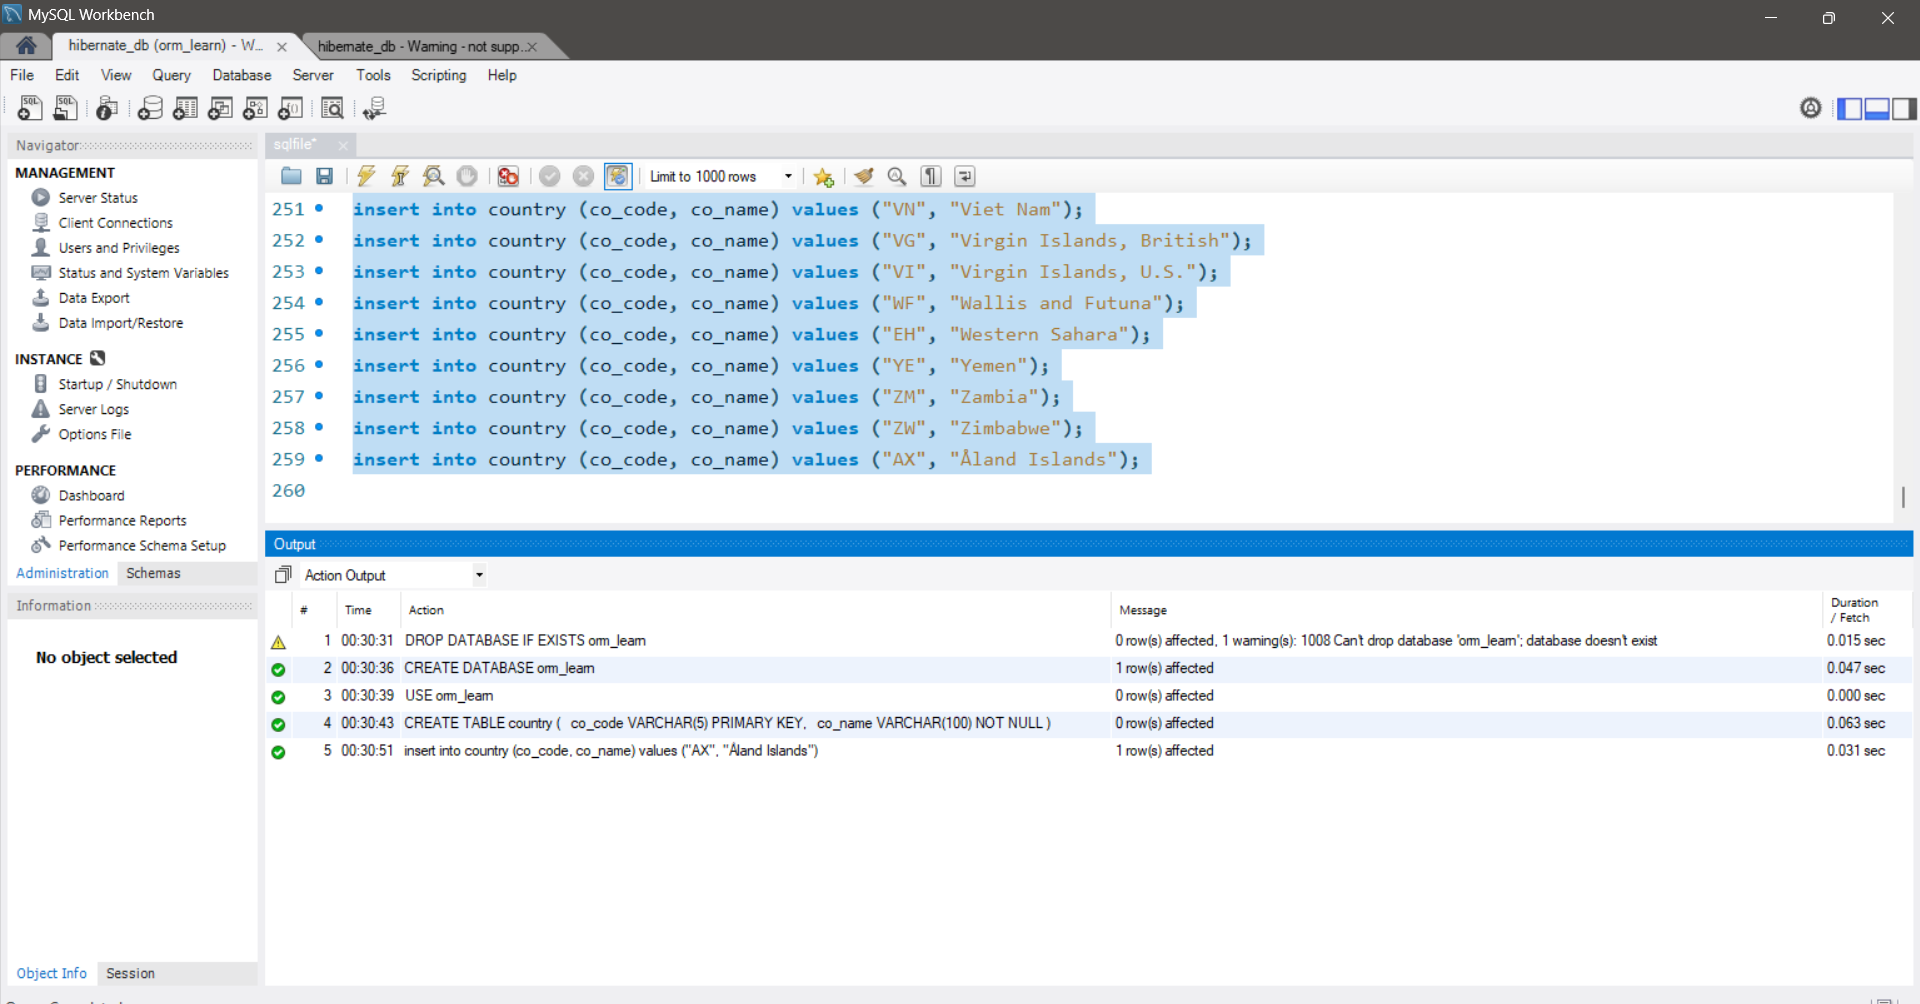 MySQL Workbench
hibernate_db (orm_learn) - W...
hibernate_db - Warning - not supp...
File Edit View Query Database Server Tools Scripting Help
Navigator
sqlfile*
MANAGEMENT
Server Status
Client Connections
Users and Privileges
Status and System Variables
Data Export
Data Import/Restore
INSTANCE
Startup / Shutdown
Server Logs
Options File
PERFORMANCE
Dashboard
Performance Reports
Performance Schema Setup
Administration Schemas
Information
No object selected
Object Info Session
Limit to 1000 rows
251 insert into country (co_code, co_name) values ("VN", "Viet Nam");
252 insert into country (co_code, co_name) values ("VG", "Virgin Islands, British");
253 insert into country (co_code, co_name) values ("VI", "Virgin Islands, U.S.");
254 insert into country (co_code, co_name) values ("WF", "Wallis and Futuna");
255 insert into country (co_code, co_name) values ("EH", "Western Sahara");
256 insert into country (co_code, co_name) values ("YE", "Yemen");
257 insert into country (co_code, co_name) values ("ZM", "Zambia");
258 insert into country (co_code, co_name) values ("ZW", "Zimbabwe");
259 insert into country (co_code, co_name) values ("AX", "Åland Islands");
260
Output
Action Output
# Time Action Message Duration / Fetch
1 00:30:31 DROP DATABASE IF EXISTS orm_learn 0 row(s) affected, 1 warning(s): 1008 Can't drop database 'orm_learn'; database doesn't exist 0.015 sec
2 00:30:36 CREATE DATABASE orm_learn 1 row(s) affected 0.047 sec
3 00:30:39 USE orm_learn 0 row(s) affected 0.000 sec
4 00:30:43 CREATE TABLE country ( co_code VARCHAR(5) PRIMARY KEY, co_name VARCHAR(100) NOT NULL ) 0 row(s) affected 0.063 sec
5 00:30:51 insert into country (co_code, co_name) values ("AX", "Åland Islands") 1 row(s) affected 0.031 sec